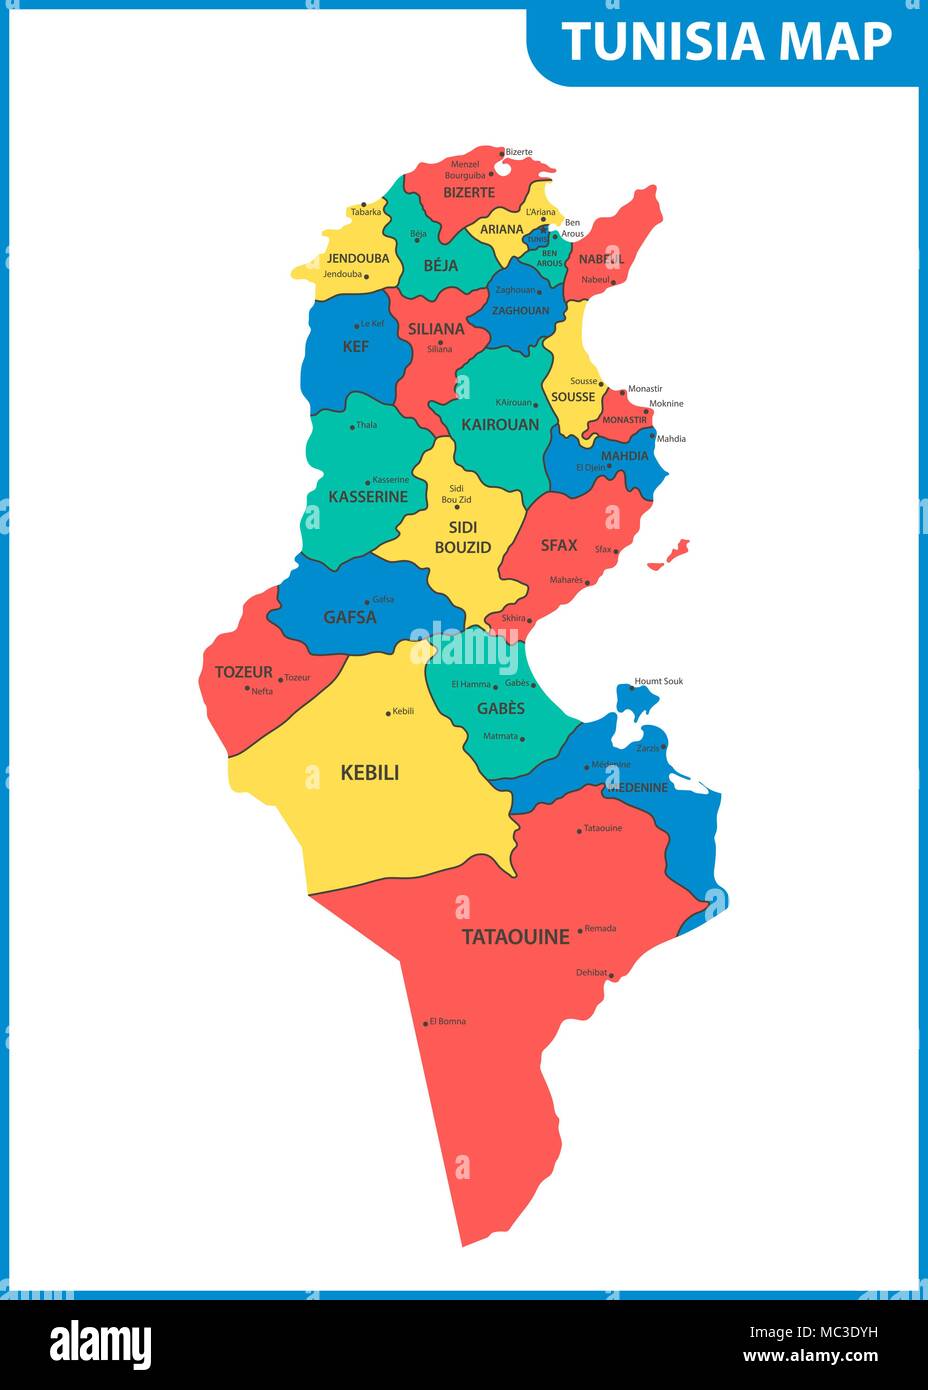 TUNISIA MAP
Bizerte
Menzel
Bourguiba
BIZERTE
Tabarka
L'Ariana
ARIANA
Ben
Arous
Béja
TUNIS
JENDOUBA
BÉJA
BEN
AROUS
NABEUL
Jendouba
Nabeul
Zaghouan
ZAGHOUAN
Le Kef
KEF
SILIANA
Siliana
Sousse
SOUSSE
Monastir
Moknine
MONASTIR
KAirouan
KAIROUAN
Thala
Mahdia
MAHDIA
El Djein
Kasserine
KASSERINE
Sidi
Bou Zid
SIDI
BOUZID
SFAX
Sfax
Maharès
Skhira
Gafsa
GAFSA
TOZEUR
Tozeur
Nefta
El Hamma
Gabès
GABÈS
Matmata
Houmt Souk
Kebili
KEBILI
Zarzis
Médenine
MEDENINE
Tataouine
TATAOUINE
Remada
Dehibat
El Bomna
a
alamy
Image ID: MC3DYH
www.alamy.com